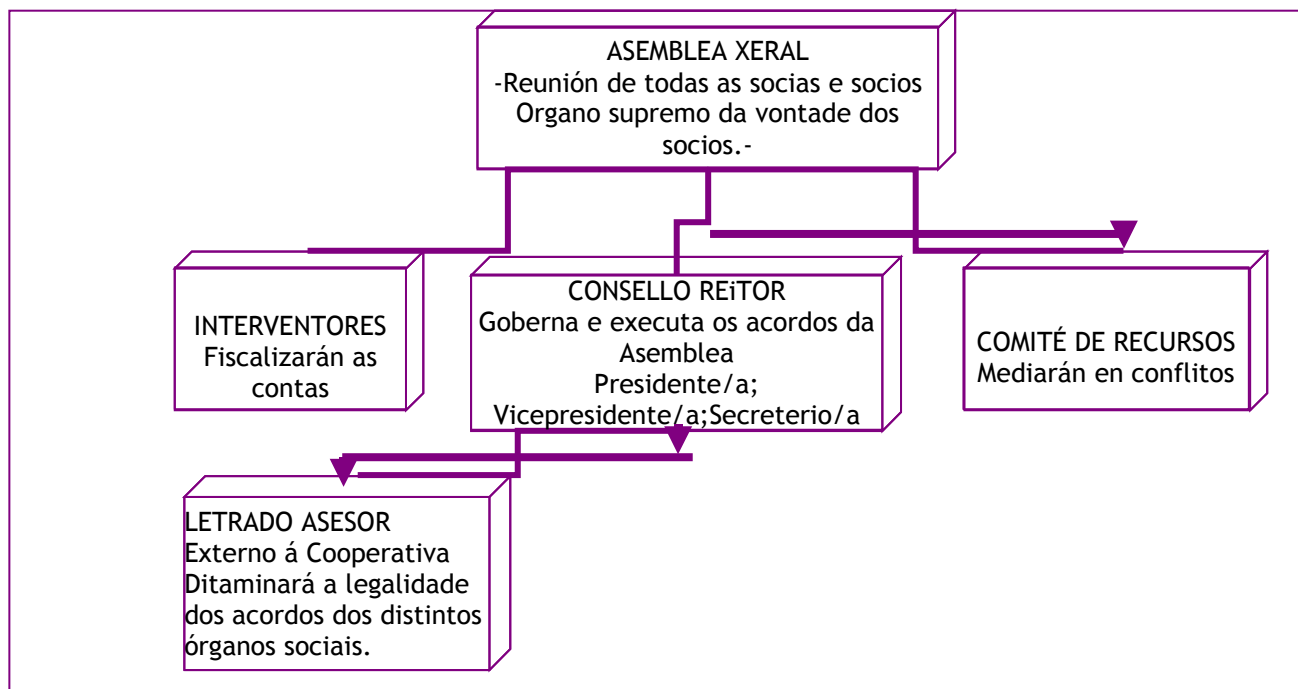 ASEMBLEA XERAL
-Reunión de todas as socias e socios
Organo supremo da vontade dos
socios.-
INTERVENTORES
Fiscalizarán as
contas
CONSELLO REiTOR
Goberna e executa os acordos da
Asemblea
Presidente/a;
Vicepresidente/a;Secreterio/a
COMITÉ DE RECURSOS
Mediarán en conflitos
LETRADO ASESOR
Externo á Cooperativa
Ditaminará a legalidade
dos acordos dos distintos
órganos sociais.